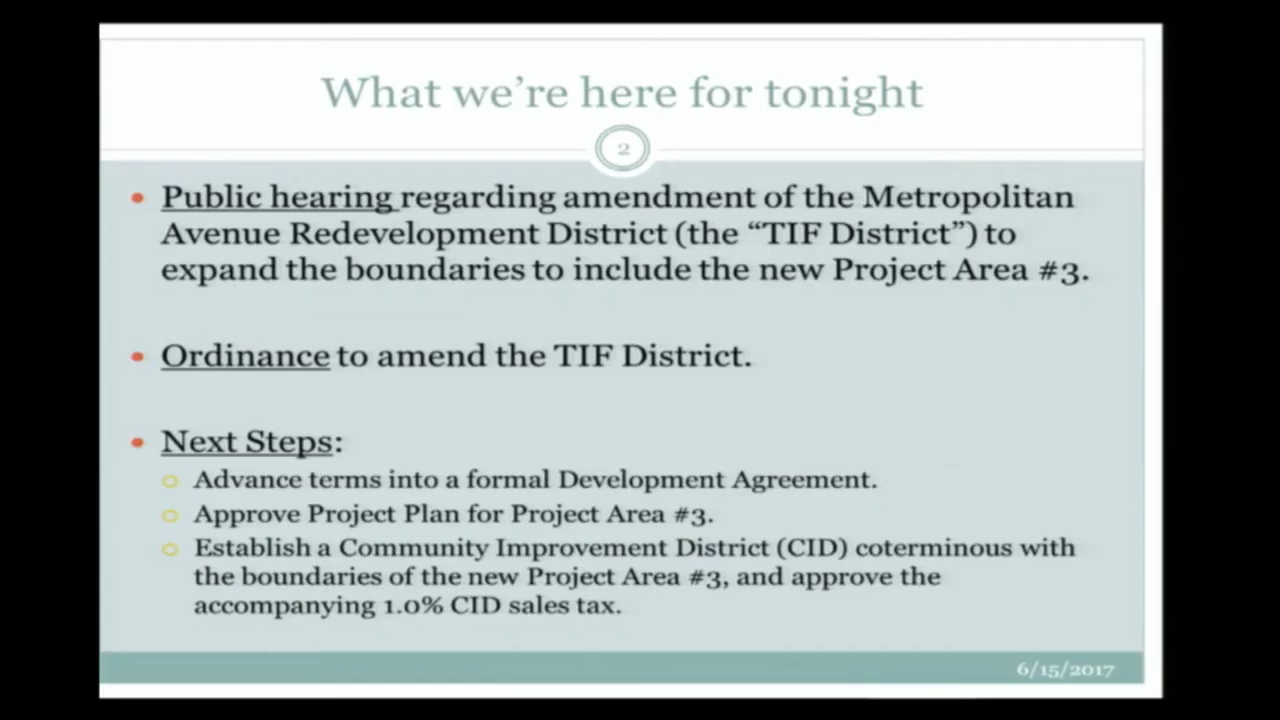 What we're here for tonight
2
• Public hearing regarding amendment of the Metropolitan
Avenue Redevelopment District (the “TIF District”) to
expand the boundaries to include the new Project Area #3.
• Ordinance to amend the TIF District.
• Next Steps:
o Advance terms into a formal Development Agreement.
o Approve Project Plan for Project Area #3.
o Establish a Community Improvement District (CID) coterminous with
the boundaries of the new Project Area #3, and approve the
accompanying 1.0% CID sales tax.
6/15/2017